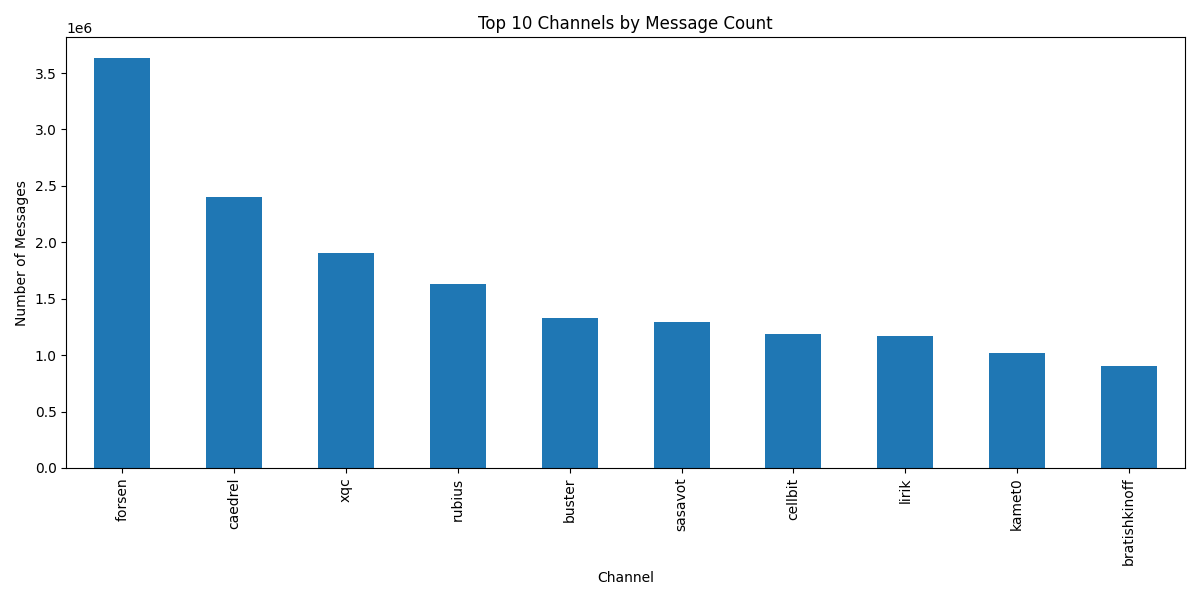 Top 10 Channels by Message Count
1e6
3.5
3.0
2.5
2.0
1.5
1.0
0.5
0.0
Number of Messages
forsen
caedrel
xqc
rubius
buster
sasavot
cellbit
lirik
kamet0
bratishkinoff
Channel